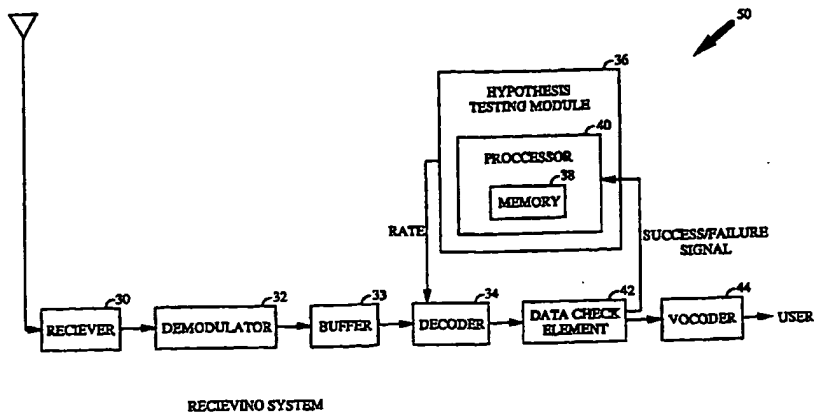 50
36
HYPOTHESIS
TESTING MODULE
40
PROCCESSOR
38
MEMORY
RATE
SUCCESS/FAILURE
SIGNAL
30
RECIEVER
32
DEMODULATOR
33
BUFFER
34
DECODER
42
DATA CHECK
ELEMENT
44
VOCODER
USER
RECIEVING SYSTEM